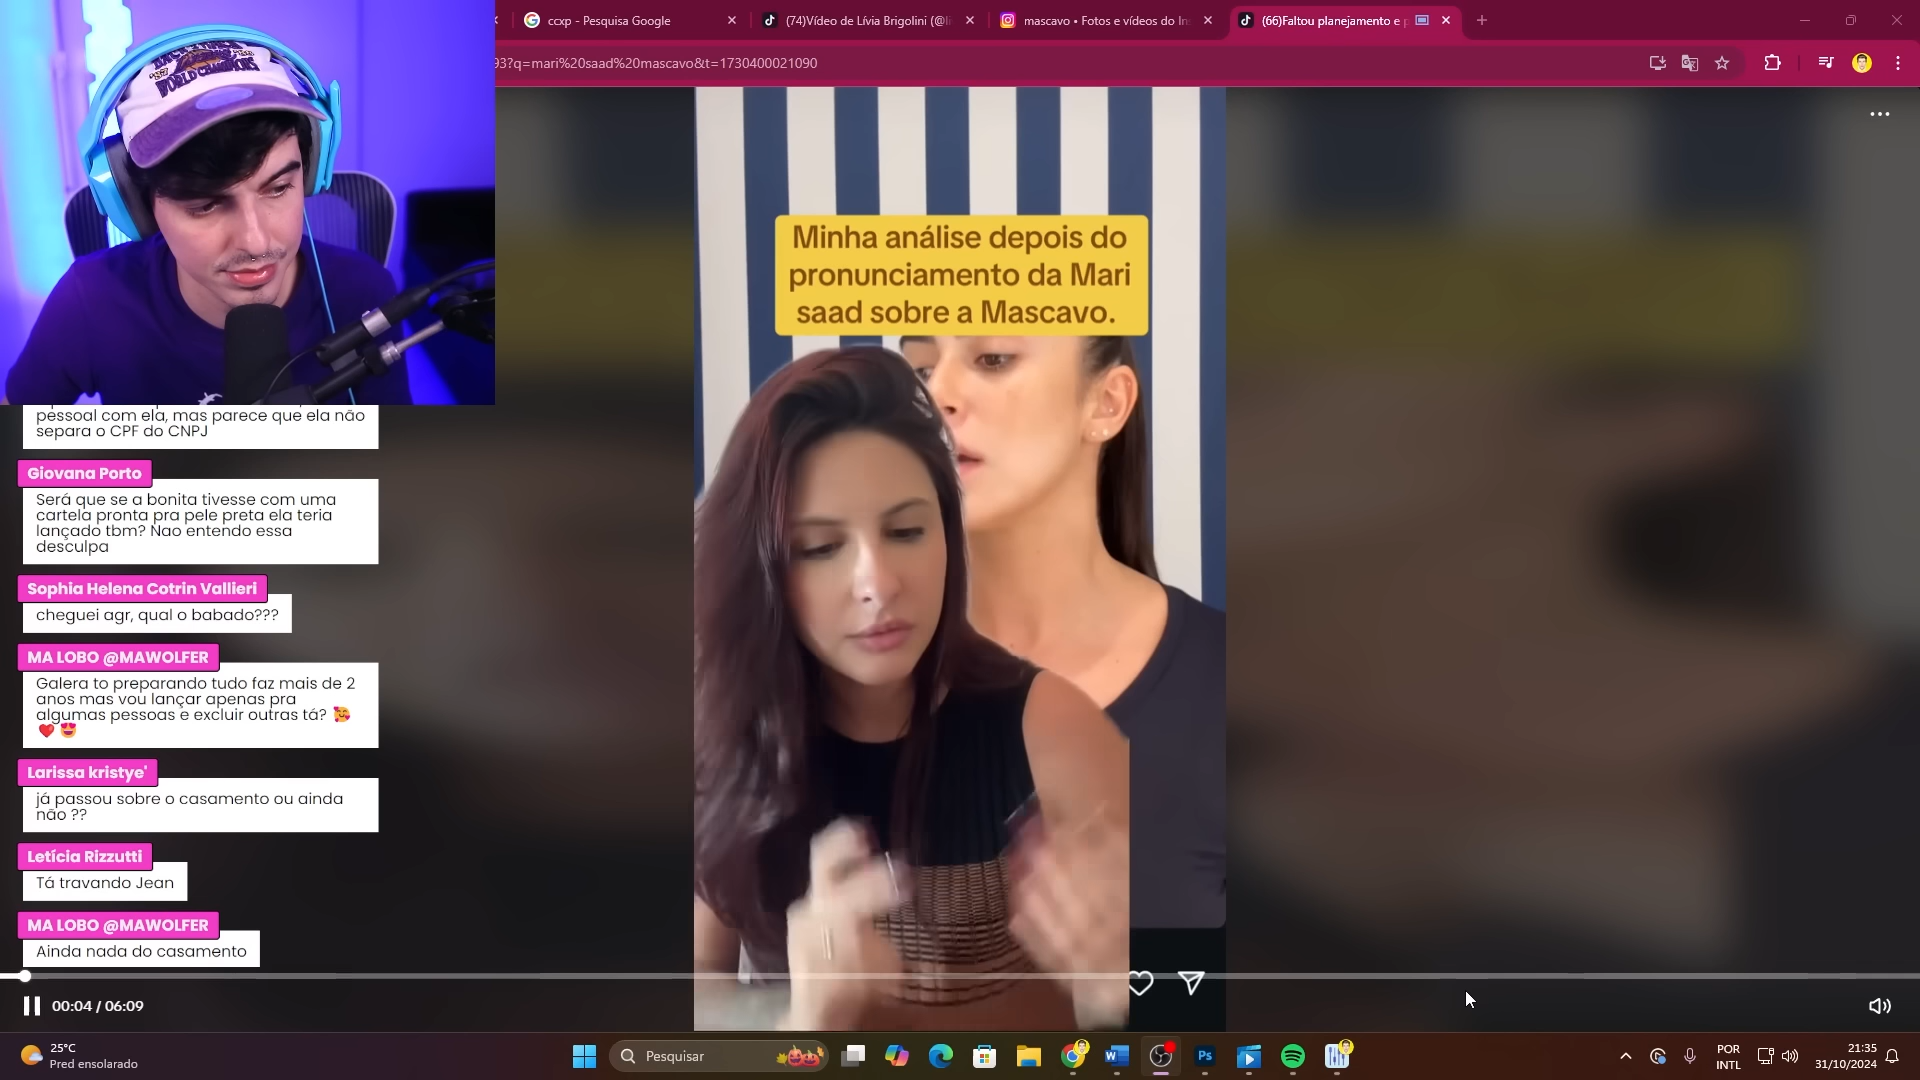 ccxp - Pesquisa Google
(74)Vídeo de Lívia Brigolini (@li
mascavo • Fotos e vídeos do In
(66)Faltou planejamento e p
93?q=mari%20saad%20mascavo&t=1730400021090
'97
WORLD CHAMPIONS
Minha análise depois do
pronunciamento da Mari
saad sobre a Mascavo.
pessoal com ela, mas parece que ela não
separa o CPF do CNPJ
Giovana Porto
Será que se a bonita tivesse com uma
cartela pronta pra pele preta ela teria
lançado tbm? Nao entendo essa
desculpa
Sophia Helena Cotrin Vallieri
cheguei agr, qual o babado???
MA LOBO @MAWOLFER
Galera to preparando tudo faz mais de 2
anos mas vou lançar apenas pra
algumas pessoas e excluir outras tá? 🥰
❤️ 😍
Larissa kristye'
já passou sobre o casamento ou ainda
não ??
Letícia Rizzutti
Tá travando Jean
MA LOBO @MAWOLFER
Ainda nada do casamento
00:04 / 06:09
25°C
Pred ensolarado
Pesquisar
W
Ps
POR
INTL
21:35
31/10/2024